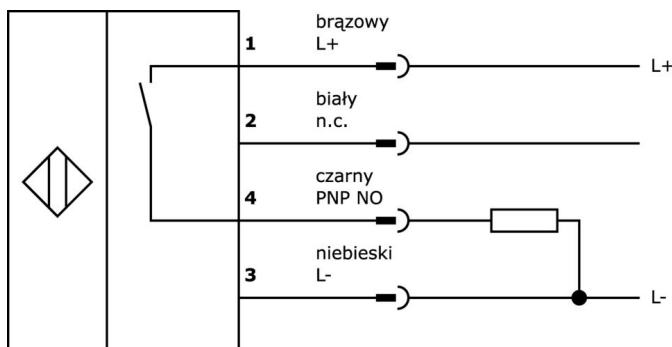 brązowy
1 L+
L+
biały
2 n.c.
czarny
4 PNP NO
niebieski
3 L-
L-